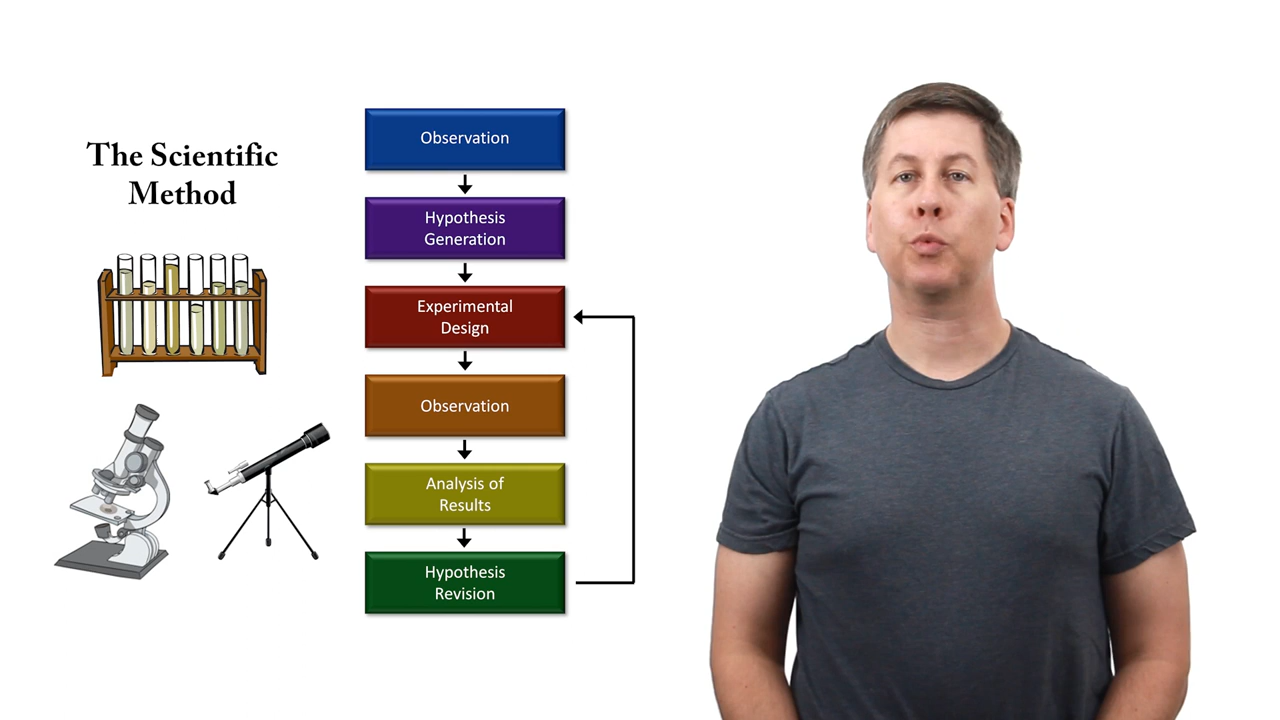 The Scientific
Method
Observation
Hypothesis
Generation
Experimental
Design
Observation
Analysis of
Results
Hypothesis
Revision